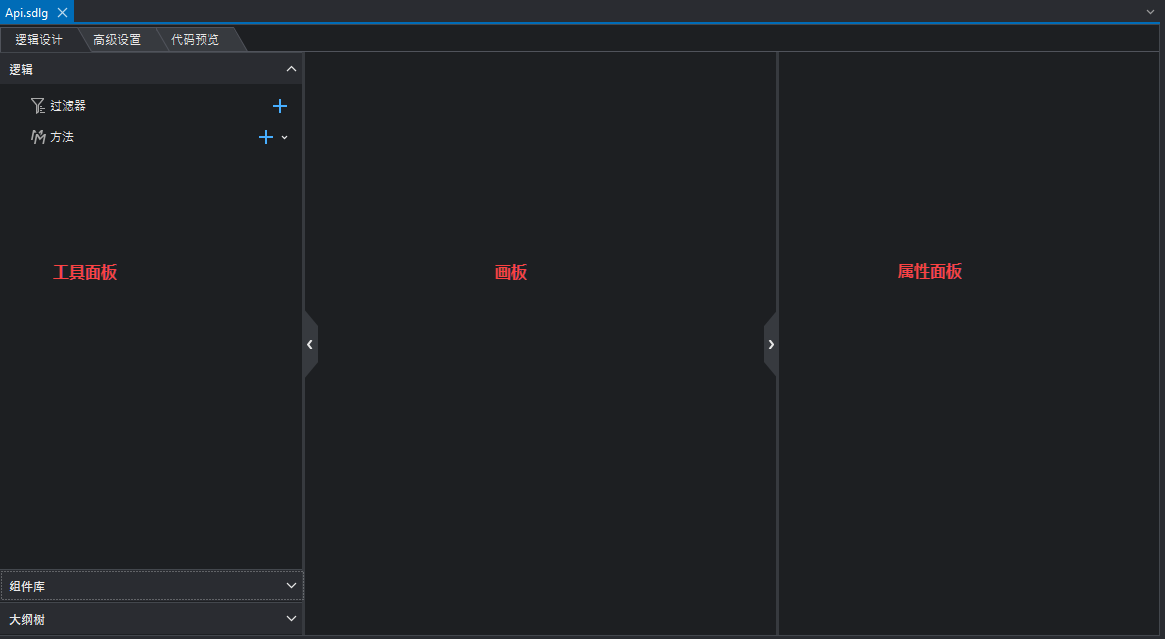 Api.sdlg
逻辑设计 高级设置 代码预览
逻辑
过滤器
方法
工具面板
画板
属性面板
组件库
大纲树